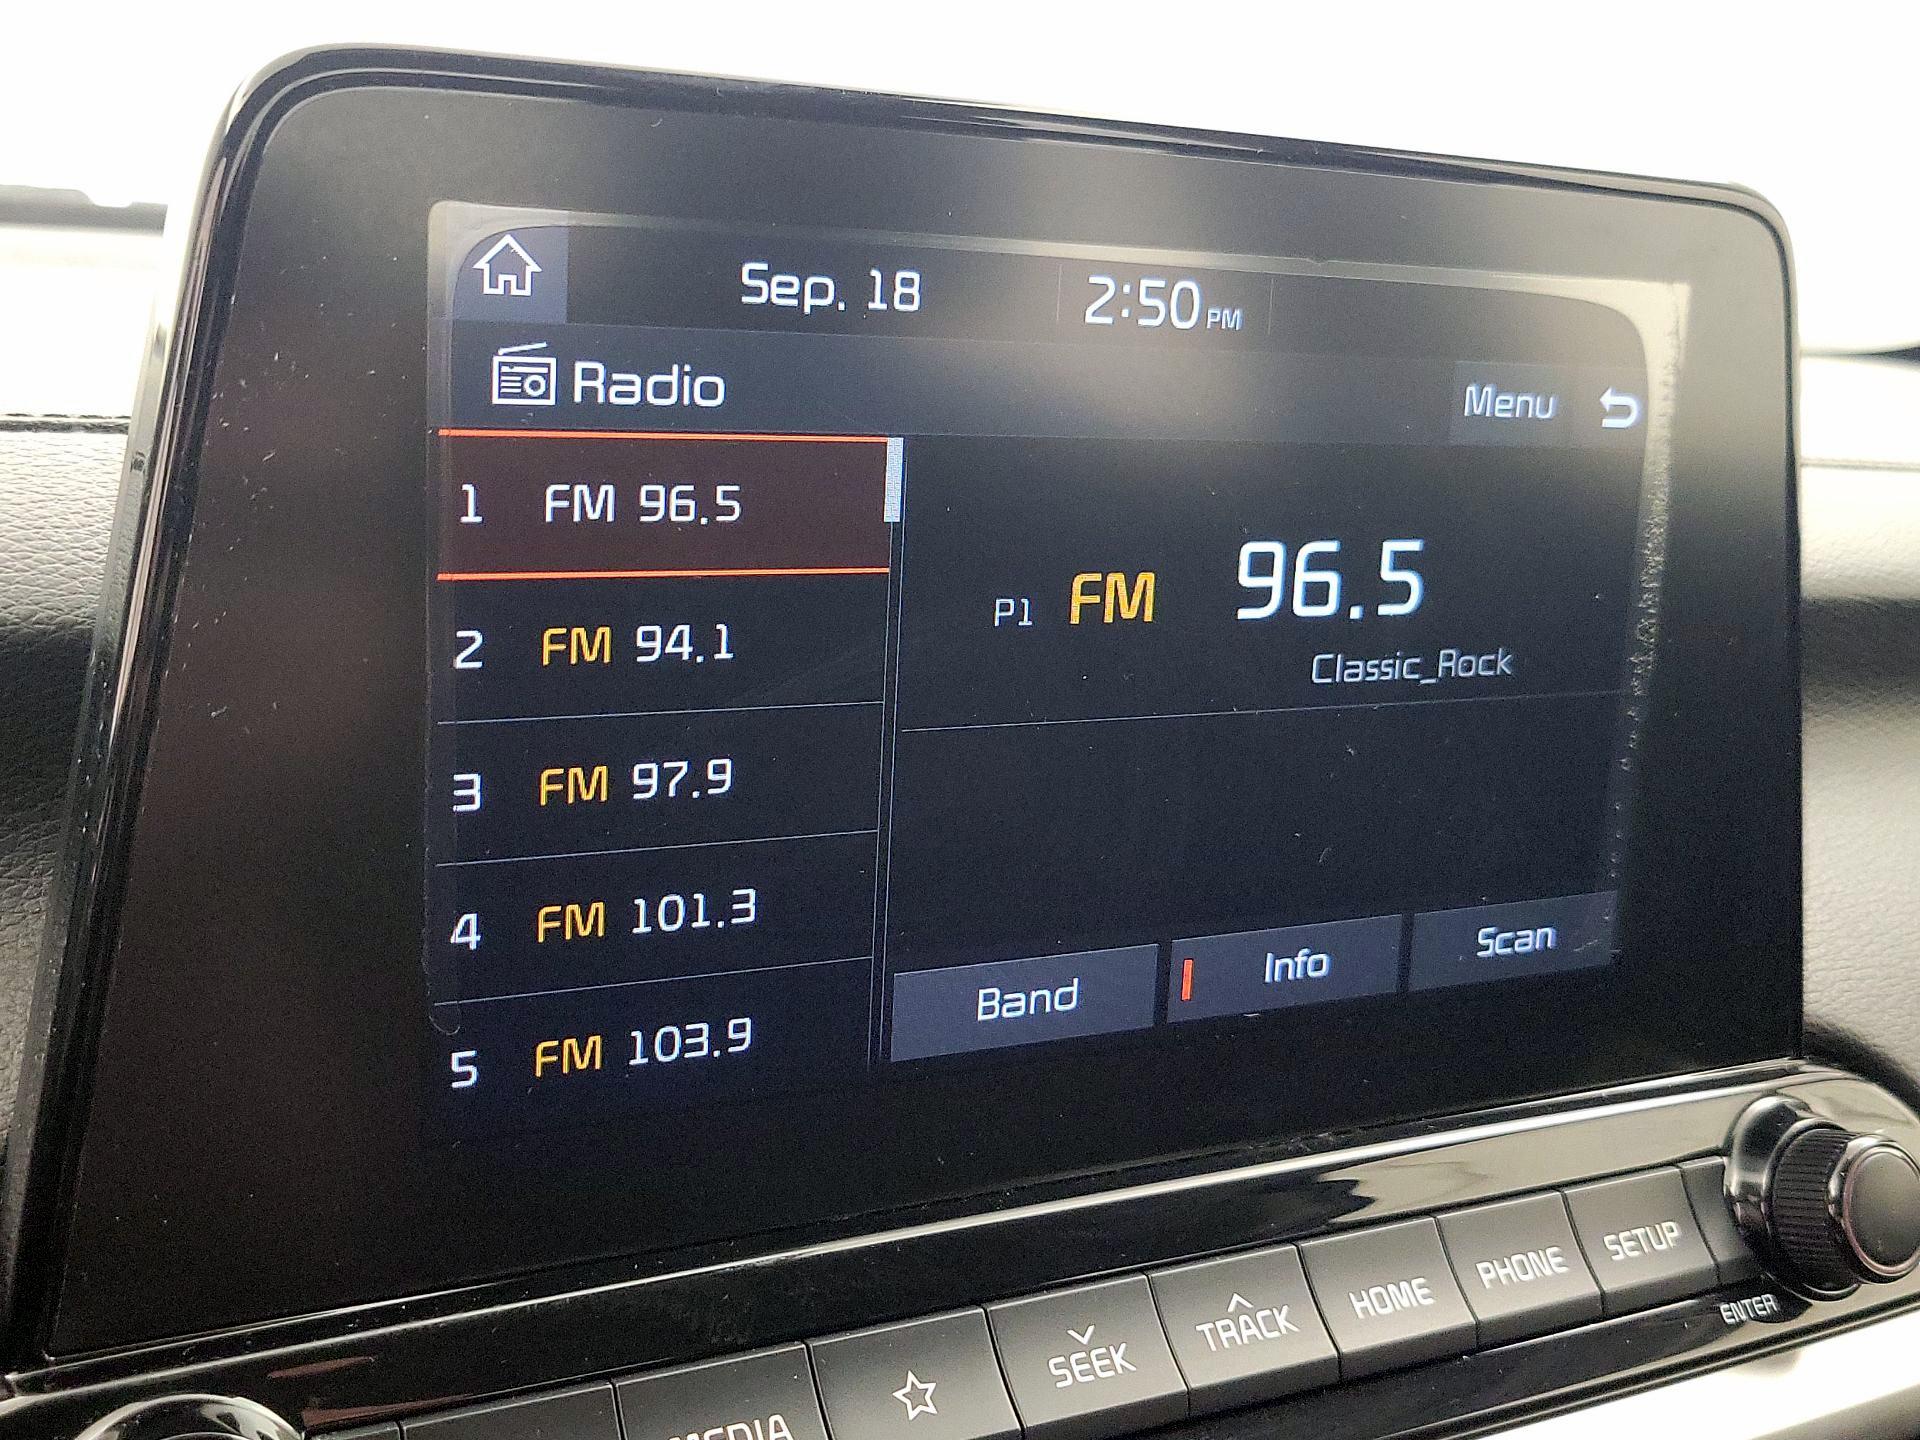 Sep. 18 2:50 PM
Radio
Menu
1 FM 96.5
2 FM 94.1
3 FM 97.9
4 FM 101.3
5 FM 103.9
P1 FM 96.5
Classic_Rock
Band Info Scan
MEDIA
SEEK
TRACK
HOME
PHONE
SETUP
ENTER